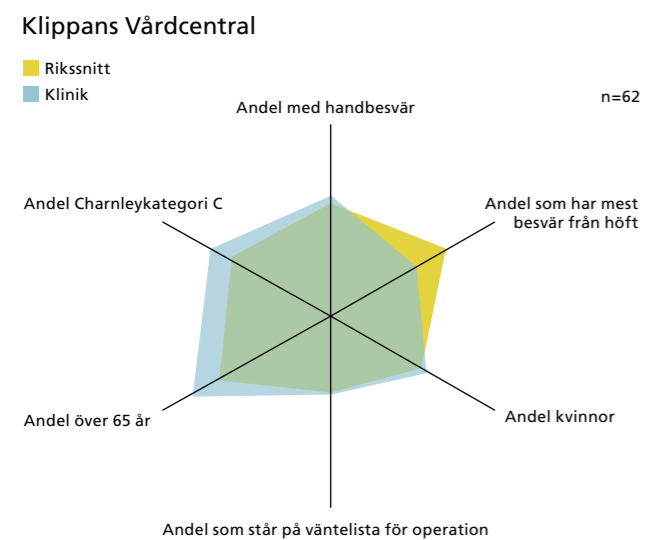 Klippans Vårdcentral
Rikssnitt
Klinik
n=62
Andel med handbesvär
Andel Charnleykategori C
Andel som har mest
besvär från höft
Andel över 65 år
Andel kvinnor
Andel som står på väntelista för operation